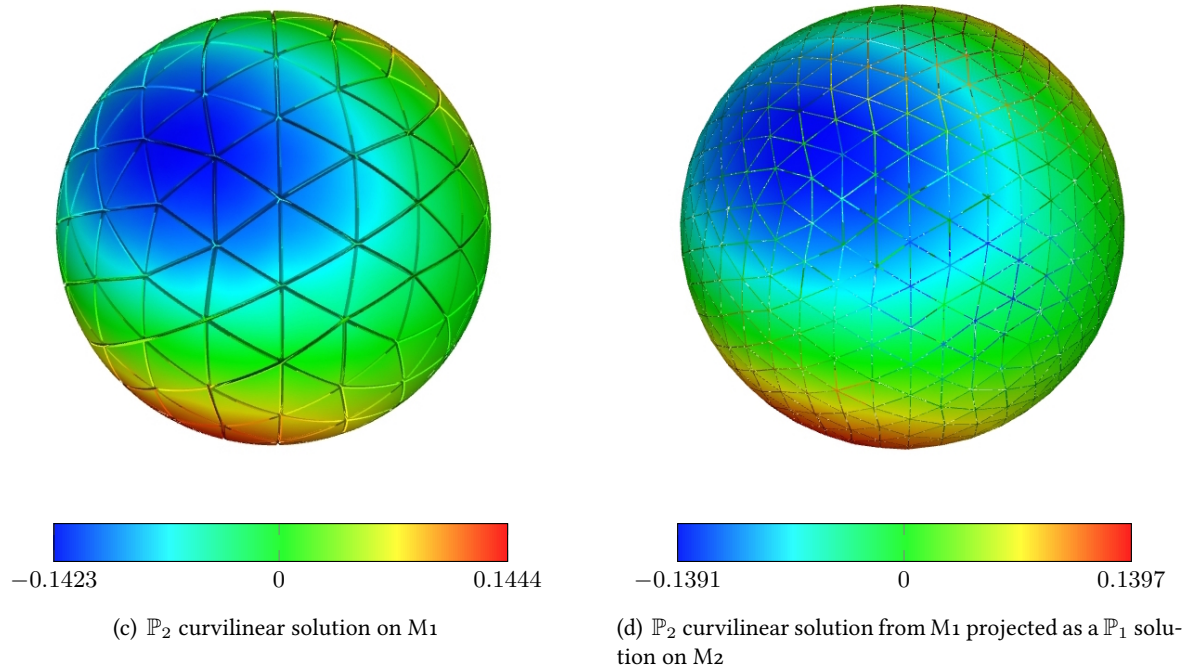 −0.1423 0 0.1444
−0.1391 0 0.1397
(c) ℙ₂ curvilinear solution on M1
(d) ℙ₂ curvilinear solution from M1 projected as a ℙ₁ solu-
tion on M2